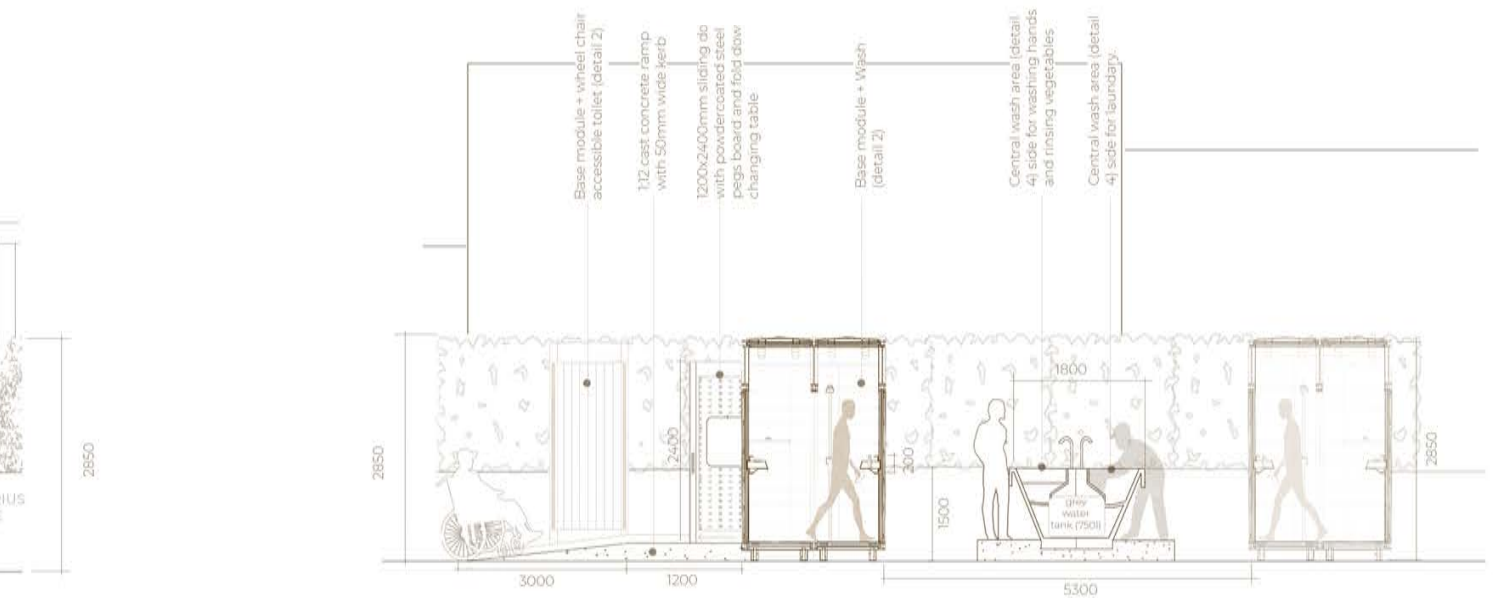 Base module + wheel chair
accessible toilet (detail 2)
1:12 cast concrete ramp
with 50mm wide kerb
1200x2400mm sliding do
with powdercoated steel
pegs board and fold dow
changing table
Base module + Wash
(detail 2)
Central wash area (detail
4) side for washing hands
and rinsing vegetables
Central wash area (detail
4) side for laundary.
2850
RIUS
2850
2400
200
1800
1500
grey
water
tank (750l)
2850
3000
1200
5300